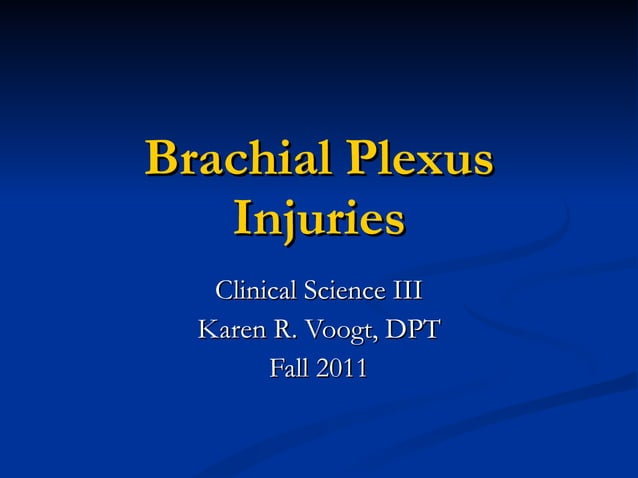 Brachial Plexus
Injuries
Clinical Science III
Karen R. Voogt, DPT
Fall 2011